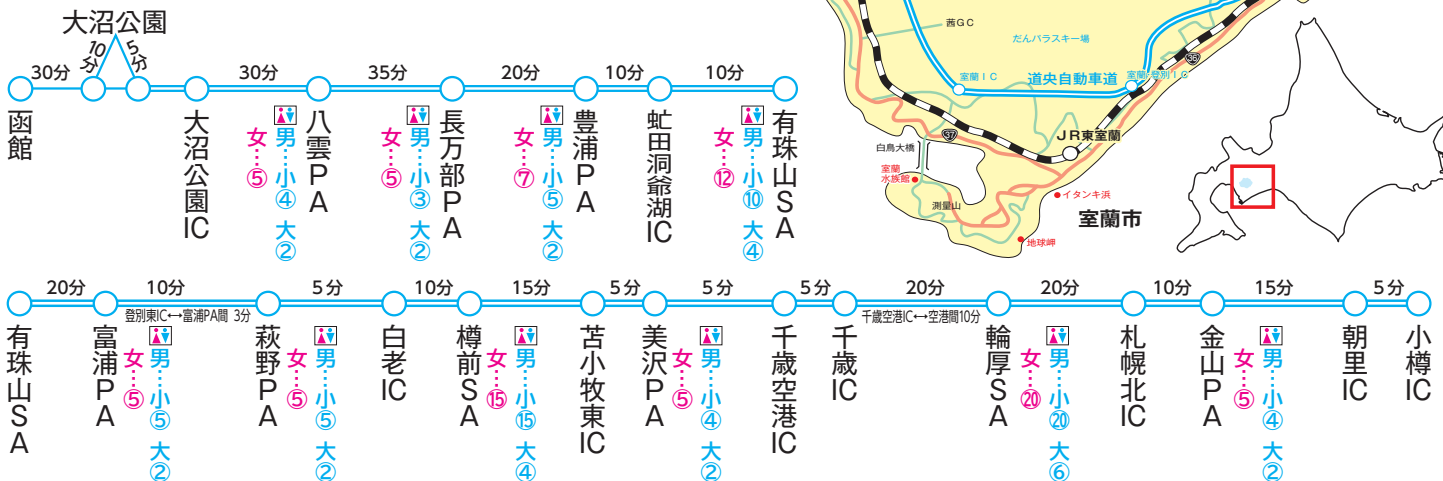 大沼公園
10分
5分
30分
30分
35分
20分
10分
10分
函館
大沼公園IC
八雲PA
女…⑤
男…小④ 大②
長万部PA
女…⑤
男…小③ 大②
豊浦PA
女…⑦
男…小⑤ 大②
虻田洞爺湖IC
有珠山SA
女…⑫
男…小⑩ 大④
茜GC
だんパラスキー場
室蘭IC
道央自動車道
室蘭登別IC
36
37
JR東室蘭
白鳥大橋
室蘭
水族館
測量山
イタンキ浜
室蘭市
地球岬
20分
10分
5分
10分
15分
5分
5分
5分
20分
20分
10分
15分
5分
登別東IC↔富浦PA間 3分
千歳空港IC↔空港間10分
有珠山SA
富浦PA
女…⑤
男…小⑤ 大②
萩野PA
女…⑤
男…小⑤ 大②
白老IC
樽前SA
女…⑮
男…小⑮ 大④
苫小牧東IC
美沢PA
女…⑤
男…小④ 大②
千歳空港IC
千歳IC
輪厚SA
女…⑳
男…小⑳ 大⑥
札幌北IC
金山PA
女…⑤
男…小④ 大②
朝里IC
小樽IC